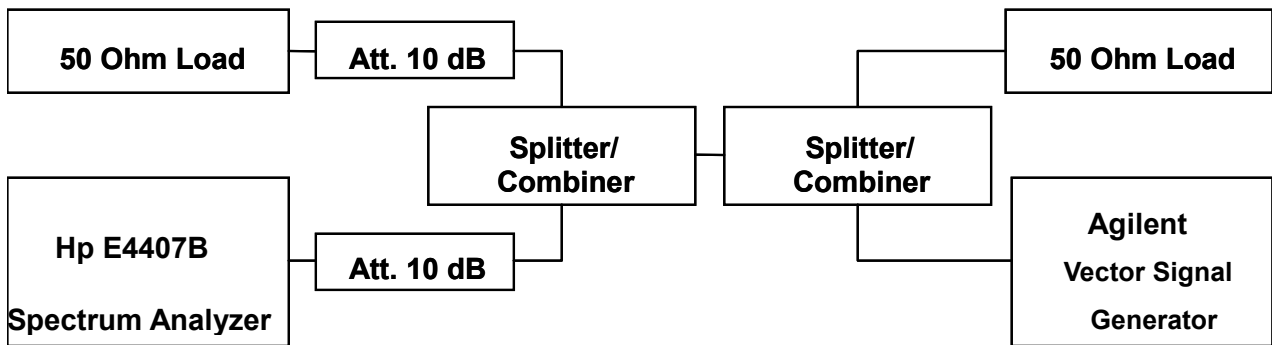 50 Ohm Load
Att. 10 dB
50 Ohm Load
Splitter/
Combiner
Splitter/
Combiner
Hp E4407B
Spectrum Analyzer
Att. 10 dB
Agilent
Vector Signal
Generator